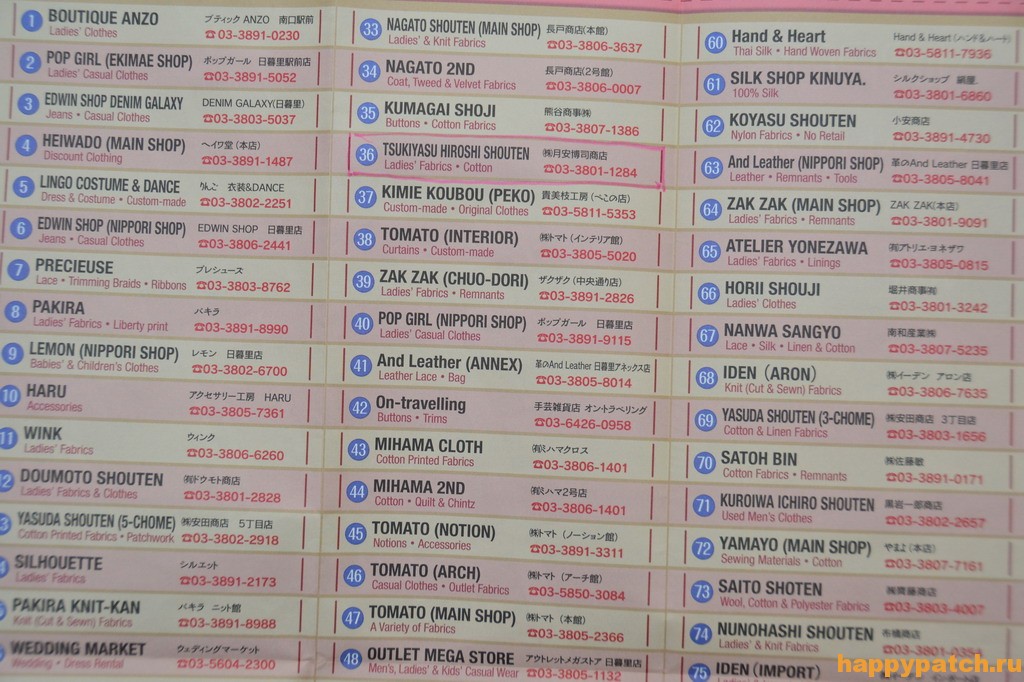 1 BOUTIQUE ANZO ブティック ANZO 南口駅前
Ladies' Clothes ☎03-3891-0230
2 POP GIRL (EKIMAE SHOP) ポップガール 日暮里駅前店
Ladies' Casual Clothes ☎03-3891-5052
3 EDWIN SHOP DENIM GALAXY DENIM GALAXY(日暮里)
Jeans・Casual Clothes ☎03-3803-5037
4 HEIWADO (MAIN SHOP) ヘイワ堂 (本店)
Discount Clothing ☎03-3891-1487
5 LINGO COSTUME & DANCE りんご 衣装&DANCE
Dress & Costume・Custom-made ☎03-3802-2251
6 EDWIN SHOP (NIPPORI SHOP) EDWIN SHOP 日暮里店
Jeans・Casual Clothes ☎03-3806-2441
7 PRECIEUSE プレシューズ
Lace・Trimming Braids・Ribbons ☎03-3803-8762
8 PAKIRA パキラ
Ladies' Fabrics・Liberty print ☎03-3891-8990
9 LEMON (NIPPORI SHOP) レモン 日暮里店
Babies' & Children's Clothes ☎03-3802-6700
10 HARU アクセサリー工房 HARU
Accessories ☎03-3805-7361
11 WINK ウィンク
Ladies' Fabrics ☎03-3806-6260
2 DOUMOTO SHOUTEN ㈲ドウモト商店
Ladies' Fabrics & Clothes ☎03-3801-2828
3 YASUDA SHOUTEN (5-CHOME) ㈱安田商店 5丁目店
Cotton Printed Fabrics・Patchwork ☎03-3802-2918
4 SILHOUETTE シルエット
Ladies' Fabrics ☎03-3891-2173
PAKIRA KNIT-KAN パキラ ニット館
Knit (Cut & Sewn) Fabrics ☎03-3891-8988
WEDDING MARKET ウェディングマーケット
Wedding・Dress Rental ☎03-5604-2300
33 NAGATO SHOUTEN (MAIN SHOP) 長戸商店(本館)
Ladies' & Knit Fabrics ☎03-3806-3637
34 NAGATO 2ND 長戸商店(2号館)
Coat, Tweed & Velvet Fabrics ☎03-3806-0007
35 KUMAGAI SHOJI 熊谷商事㈱
Buttons・Cotton Fabrics ☎03-3807-1386
36 TSUKIYASU HIROSHI SHOUTEN ㈱月安博司商店
Ladies' Fabrics・Cotton ☎03-3801-1284
37 KIMIE KOUBOU (PEKO) 貴美枝工房 (ぺこの店)
Custom-made・Original Clothes ☎03-5811-5353
38 TOMATO (INTERIOR) ㈱トマト (インテリア館)
Curtains・Custom-made ☎03-3805-5020
39 ZAK ZAK (CHUO-DORI) ザクザク (中央通り店)
Ladies' Fabrics・Remnants ☎03-3891-2826
40 POP GIRL (NIPPORI SHOP) ポップガール 日暮里店
Ladies' Casual Clothes ☎03-3891-9115
41 And Leather (ANNEX) 革のAnd Leather 日暮里アネックス店
Leather Lace・Bag ☎03-3805-8014
42 On-travelling 手芸雑貨店 オントラベリング
Buttons・Trims ☎03-6426-0958
43 MIHAMA CLOTH ㈲ミハマクロス
Cotton Printed Fabrics ☎03-3806-1401
44 MIHAMA 2ND ㈲ミハマ2号店
Cotton・Quilt & Chintz ☎03-3806-1401
45 TOMATO (NOTION) ㈱トマト (ノーション館)
Notions・Accessories ☎03-3891-3311
46 TOMATO (ARCH) ㈱トマト (アーチ館)
Casual Clothes・Outlet Fabrics ☎03-5850-3084
47 TOMATO (MAIN SHOP) ㈱トマト (本館)
A Variety of Fabrics ☎03-3805-2366
48 OUTLET MEGA STORE アウトレットメガストア 日暮里店
Men's, Ladies' & Kids' Casual Wear ☎03-3805-1132
60 Hand & Heart Hand & Heart (ハンド&ハート)
Thai Silk・Hand Woven Fabrics ☎03-5811-7936
61 SILK SHOP KINUYA. シルクショップ 絹屋.
100% Silk ☎03-3801-6860
62 KOYASU SHOUTEN 小安商店
Nylon Fabrics・No Retail ☎03-3891-4730
63 And Leather (NIPPORI SHOP) 革のAnd Leather 日暮里店
Leather・Remnants・Tools ☎03-3805-8041
64 ZAK ZAK (MAIN SHOP) ZAK ZAK(本店)
Ladies' Fabrics・Remnants ☎03-3801-9091
65 ATELIER YONEZAWA ㈲アトリエ・ヨネザワ
Ladies' Fabrics・Linings ☎03-3805-0815
66 HORII SHOUJI 堀井商事㈲
Ladies' Clothes ☎03-3801-3242
67 NANWA SANGYO 南和産業㈱
Lace・Silk・Linen & Cotton ☎03-3807-5235
68 IDEN (ARON) ㈱イーデン アロン店
Knit (Cut & Sewn) Fabrics ☎03-3806-7635
69 YASUDA SHOUTEN (3-CHOME) ㈱安田商店 3丁目店
Cotton & Linen Fabrics ☎03-3803-1656
70 SATOH BIN ㈱佐藤敏
Cotton Fabrics・Remnants ☎03-3891-0171
71 KUROIWA ICHIRO SHOUTEN 黒岩一郎商店
Used Men's Clothes ☎03-3802-2657
72 YAMAYO (MAIN SHOP) やまよ (本店)
Sewing Materials・Cotton ☎03-3807-7161
73 SAITO SHOTEN ㈱齊藤商店
Wool, Cotton & Polyester Fabrics ☎03-3803-4007
74 NUNOHASHI SHOUTEN 布橋商店
Ladies' & Knit Fabrics ☎03-3801-0354
75 IDEN (IMPORT)
happypatch.ru